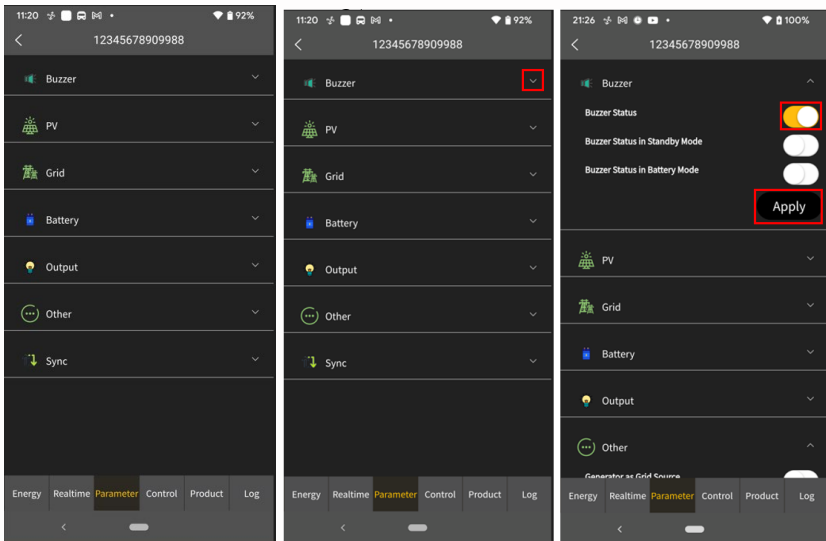 11:20
92%
12345678909988
Buzzer
PV
Grid
Battery
Output
Other
Sync
Energy Realtime Parameter Control Product Log
11:20
92%
12345678909988
Buzzer
PV
Grid
Battery
Output
Other
Sync
Energy Realtime Parameter Control Product Log
21:26
100%
12345678909988
Buzzer
Buzzer Status
Buzzer Status in Standby Mode
Buzzer Status in Battery Mode
Apply
PV
Grid
Battery
Output
Other
Generator as Grid Source
Energy Realtime Parameter Control Product Log